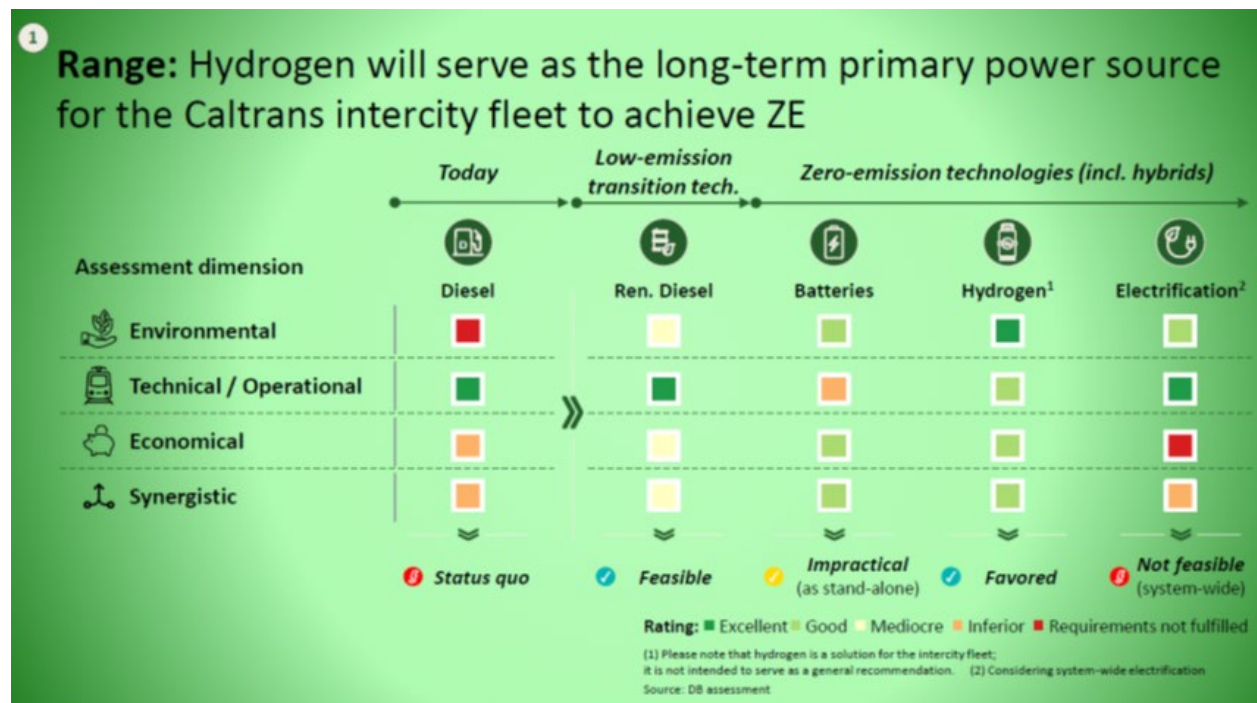 1
Range: Hydrogen will serve as the long-term primary power source
for the Caltrans intercity fleet to achieve ZE
Today
Low-emission
transition tech.
Zero-emission technologies (incl. hybrids)
Assessment dimension
D
Diesel
Ren. Diesel
Batteries
Hydrogen¹
Electrification²
Environmental
Technical / Operational
Economical
Synergistic
Status quo
Feasible
Impractical
(as stand-alone)
Favored
Not feasible
(system-wide)
Rating: Excellent Good Mediocre Inferior Requirements not fulfilled
(1) Please note that hydrogen is a solution for the intercity fleet;
it is not intended to serve as a general recommendation. (2) Considering system-wide electrification
Source: DB assessment